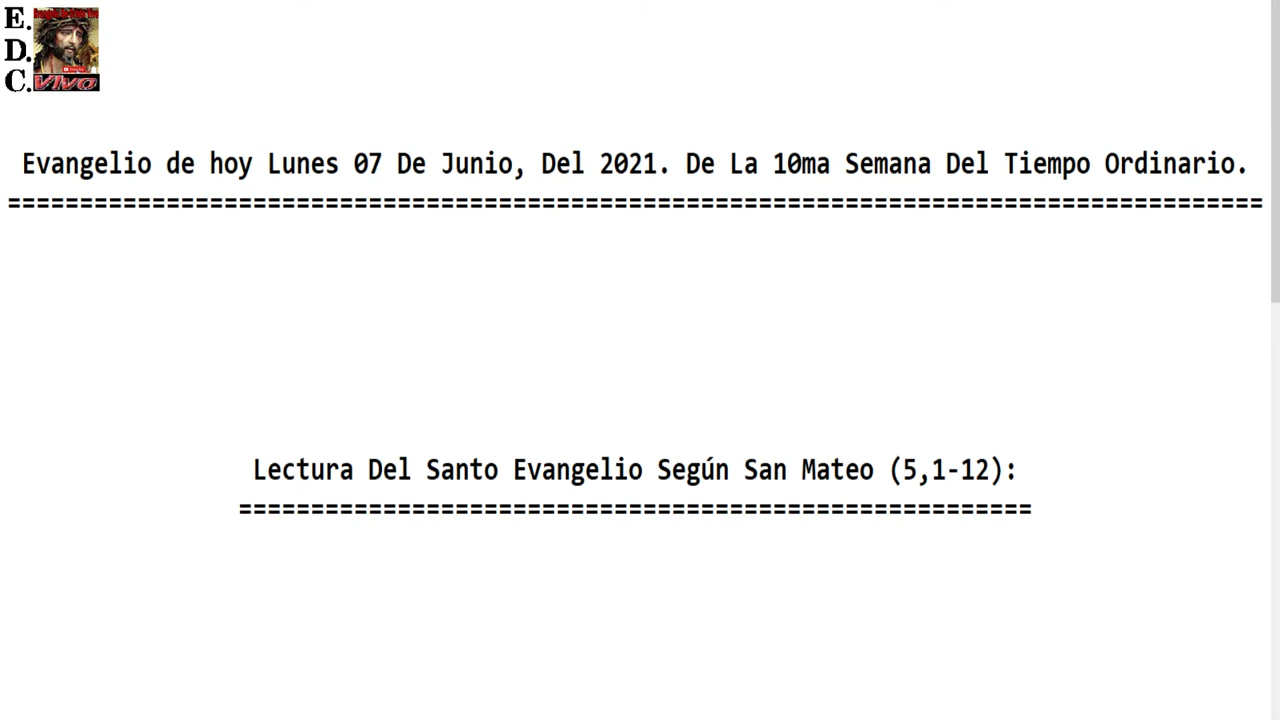 E.
D.
C.
Vivo
Evangelio de hoy Lunes 07 De Junio, Del 2021. De La 10ma Semana Del Tiempo Ordinario.
=======================================================================================
Lectura Del Santo Evangelio Según San Mateo (5,1-12):
=======================================================